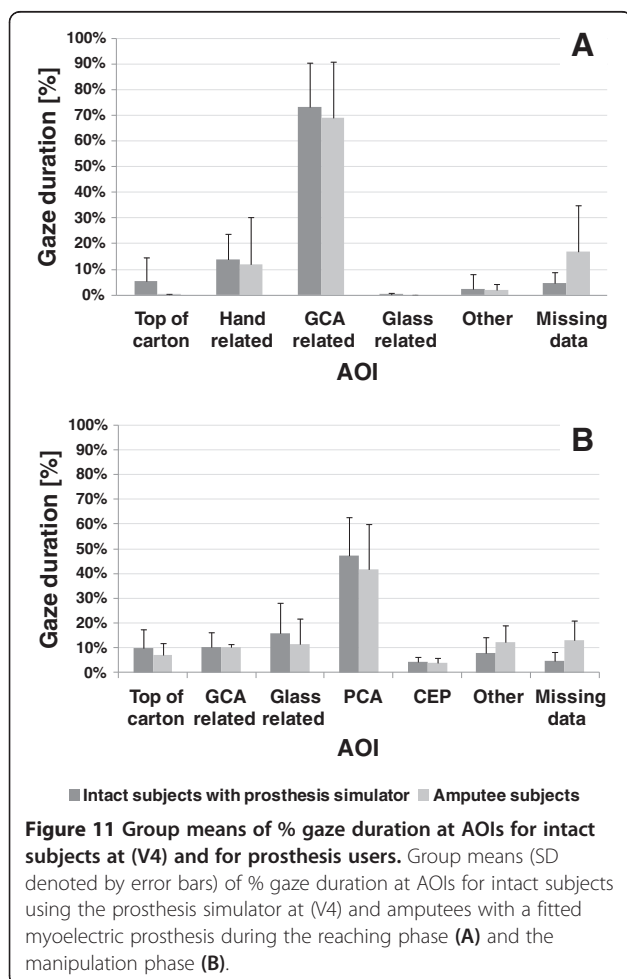 A
100%
90%
80%
70%
60%
50%
40%
30%
20%
10%
0%
Gaze duration [%]
Top of carton
Hand related
GCA related
Glass related
Other
Missing data
AOI
B
100%
90%
80%
70%
60%
50%
40%
30%
20%
10%
0%
Gaze duration [%]
Top of carton
GCA related
Glass related
PCA
CEP
Other
Missing data
AOI
Intact subjects with prosthesis simulator
Amputee subjects
Figure 11 Group means of % gaze duration at AOIs for intact
subjects at (V4) and for prosthesis users. Group means (SD
denoted by error bars) of % gaze duration at AOIs for intact subjects
using the prosthesis simulator at (V4) and amputees with a fitted
myoelectric prosthesis during the reaching phase (A) and the
manipulation phase (B).